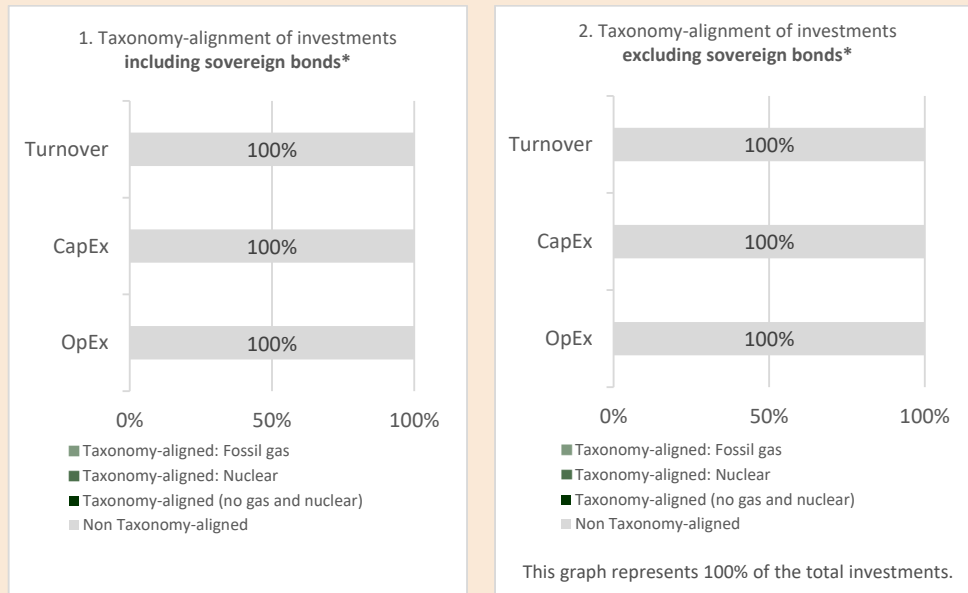 1. Taxonomy-alignment of investments
including sovereign bonds*
Turnover
100%
CapEx
100%
OpEx
100%
0%
50%
100%
Taxonomy-aligned: Fossil gas
Taxonomy-aligned: Nuclear
Taxonomy-aligned (no gas and nuclear)
Non Taxonomy-aligned
2. Taxonomy-alignment of investments
excluding sovereign bonds*
Turnover
100%
CapEx
100%
OpEx
100%
0%
50%
100%
Taxonomy-aligned: Fossil gas
Taxonomy-aligned: Nuclear
Taxonomy-aligned (no gas and nuclear)
Non Taxonomy-aligned
This graph represents 100% of the total investments.